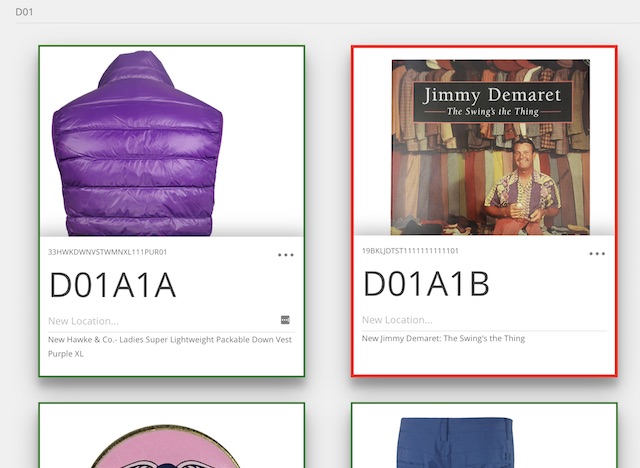 D01
Jimmy Demaret
The Swing's the Thing
33HWKDWNVSTWMNXL111PUR01
D01A1A
New Location...
New Hawke & Co.- Ladies Super Lightweight Packable Down Vest
Purple XL
19BKLJDTST1111111111101
D01A1B
New Location...
New Jimmy Demaret: The Swing's the Thing